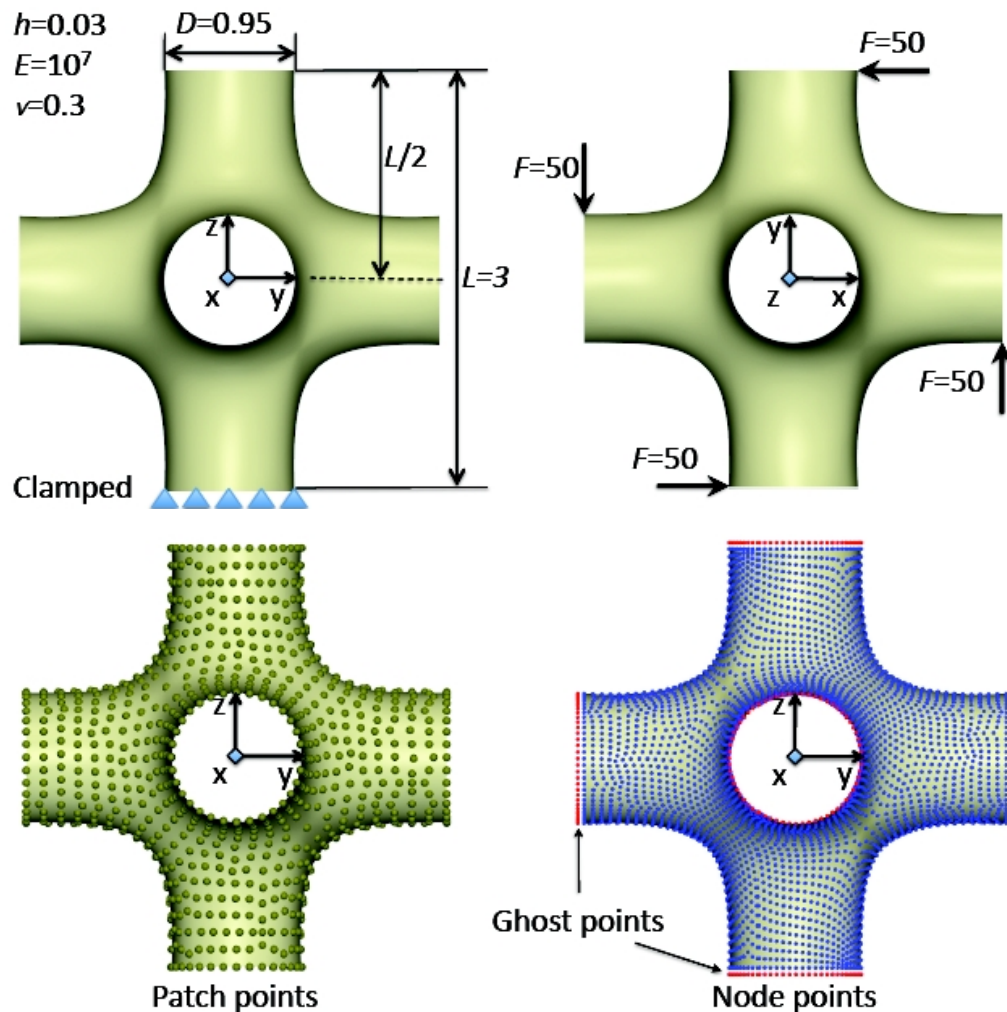 h=0.03
E=10⁷
ν=0.3
D=0.95
L/2
L=3
z
x
y
Clamped
F=50
F=50
y
z
x
F=50
F=50
z
x
y
Patch points
z
x
y
Ghost points
Node points